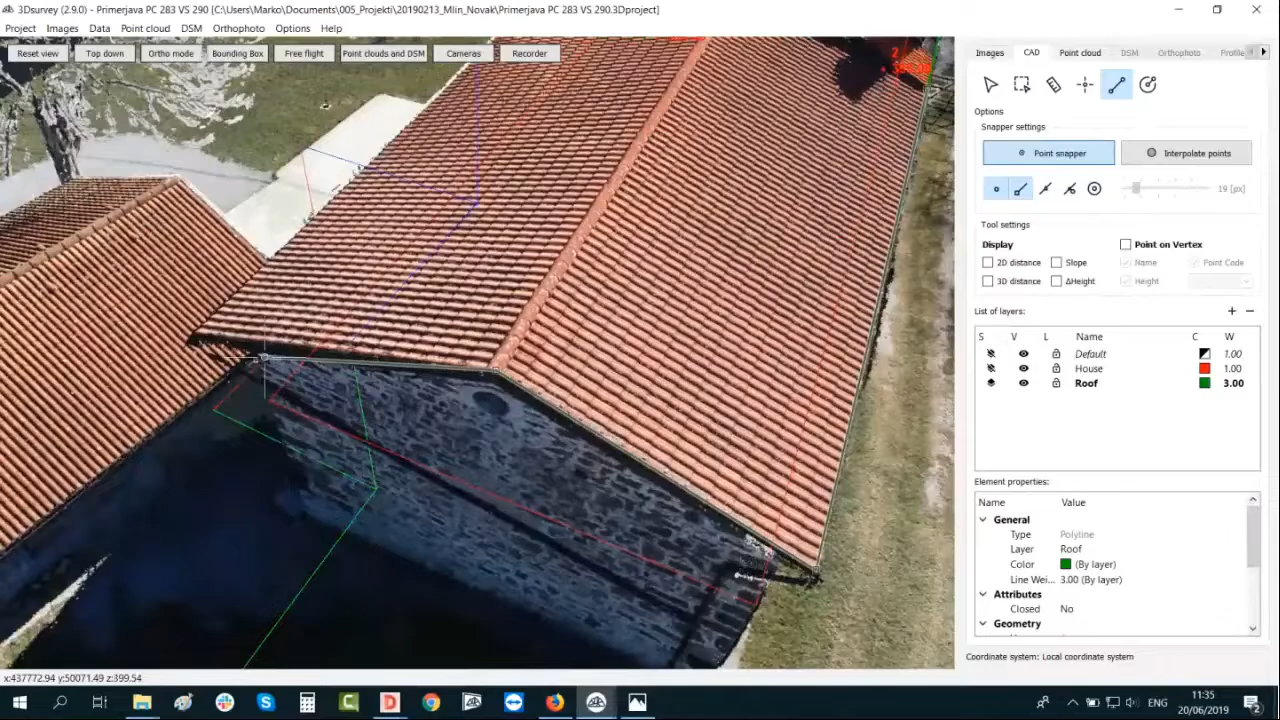 3Dsurvey (2.9.0) - Primerjava PC 283 VS 290 [C:\Users\Marko\Documents\005_Projekti\20190213_Mlin_Novak\Primerjava PC 283 VS 290.3Dproject]
Project Images Data Point cloud DSM Orthophoto Options Help
Reset view Top down Ortho mode Bounding Box Free flight Point clouds and DSM Cameras Recorder
Images CAD Point cloud DSM Orthophoto Profile
2
Options
Snapper settings
Point snapper Interpolate points
19 [px]
Tool settings
Display Point on Vertex
2D distance Slope Name Point Code
3D distance ΔHeight Height
List of layers: + −
S V L Name C W
Default 1.00
House 1.00
Roof 3.00
Element properties:
Name Value
General
Type Polyline
Layer Roof
Color (By layer)
Line Wei... 3.00 (By layer)
Attributes
Closed No
Geometry
Coordinate system: Local coordinate system
x:437772.94 y:50071.49 z:399.54
ENG 11:35
20/06/2019 2